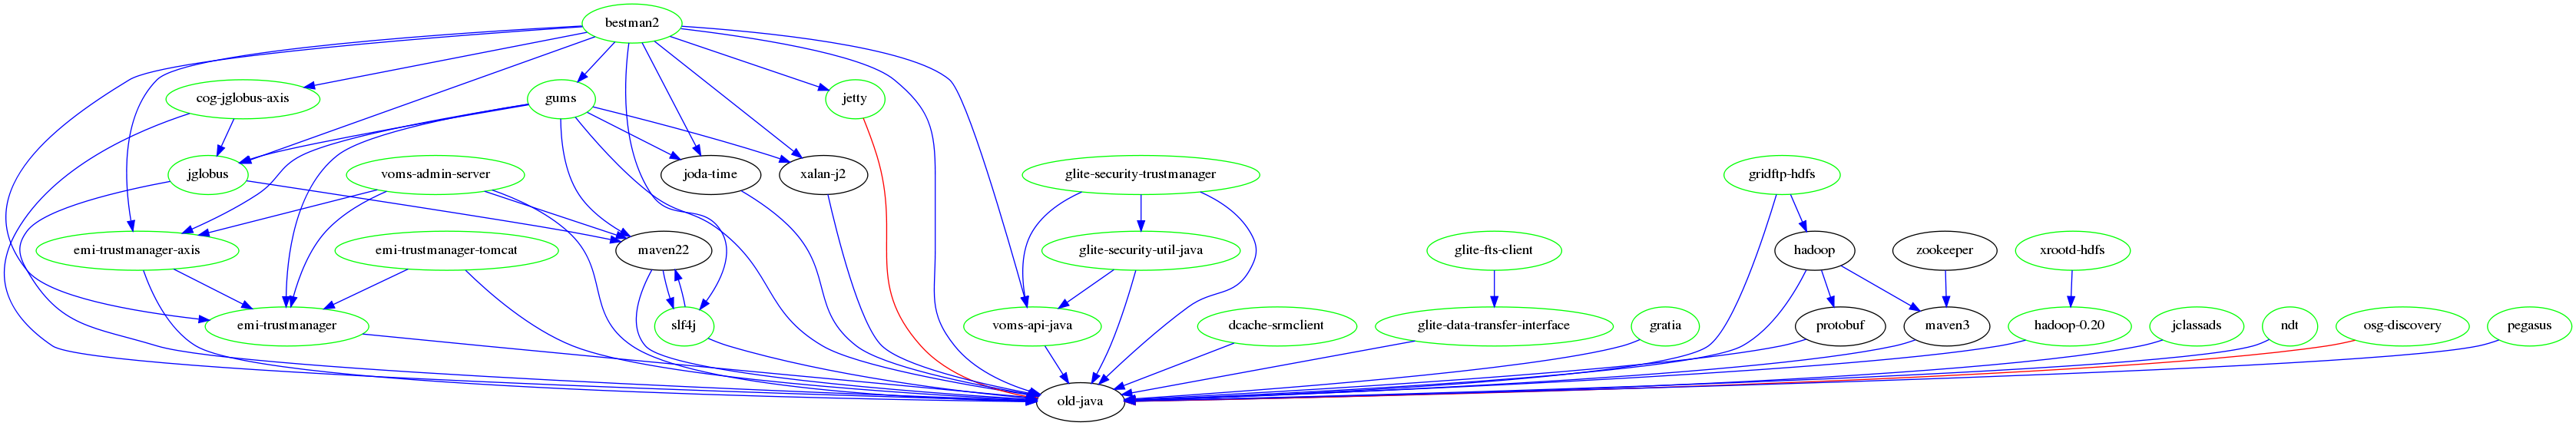 bestman2
cog-jglobus-axis
gums
jetty
jglobus
voms-admin-server
joda-time
xalan-j2
glite-security-trustmanager
gridftp-hdfs
emi-trustmanager-axis
emi-trustmanager-tomcat
maven22
glite-security-util-java
glite-fts-client
hadoop
zookeeper
xrootd-hdfs
emi-trustmanager
slf4j
voms-api-java
dcache-srmclient
glite-data-transfer-interface
gratia
protobuf
maven3
hadoop-0.20
jclassads
ndt
osg-discovery
pegasus
old-java